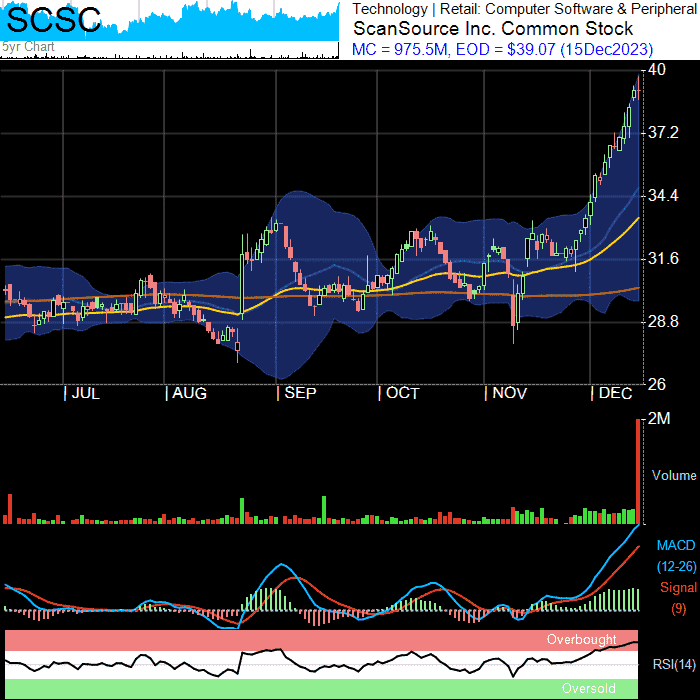 SCSC
5yr Chart
Technology | Retail: Computer Software & Peripheral
ScanSource Inc. Common Stock
MC = 975.5M, EOD = $39.07 (15Dec2023)
40
37.2
34.4
31.6
28.8
26
| JUL | AUG | SEP | OCT | NOV | DEC
2M
Volume
MACD
(12-26)
Signal
(9)
Overbought
RSI(14)
Oversold